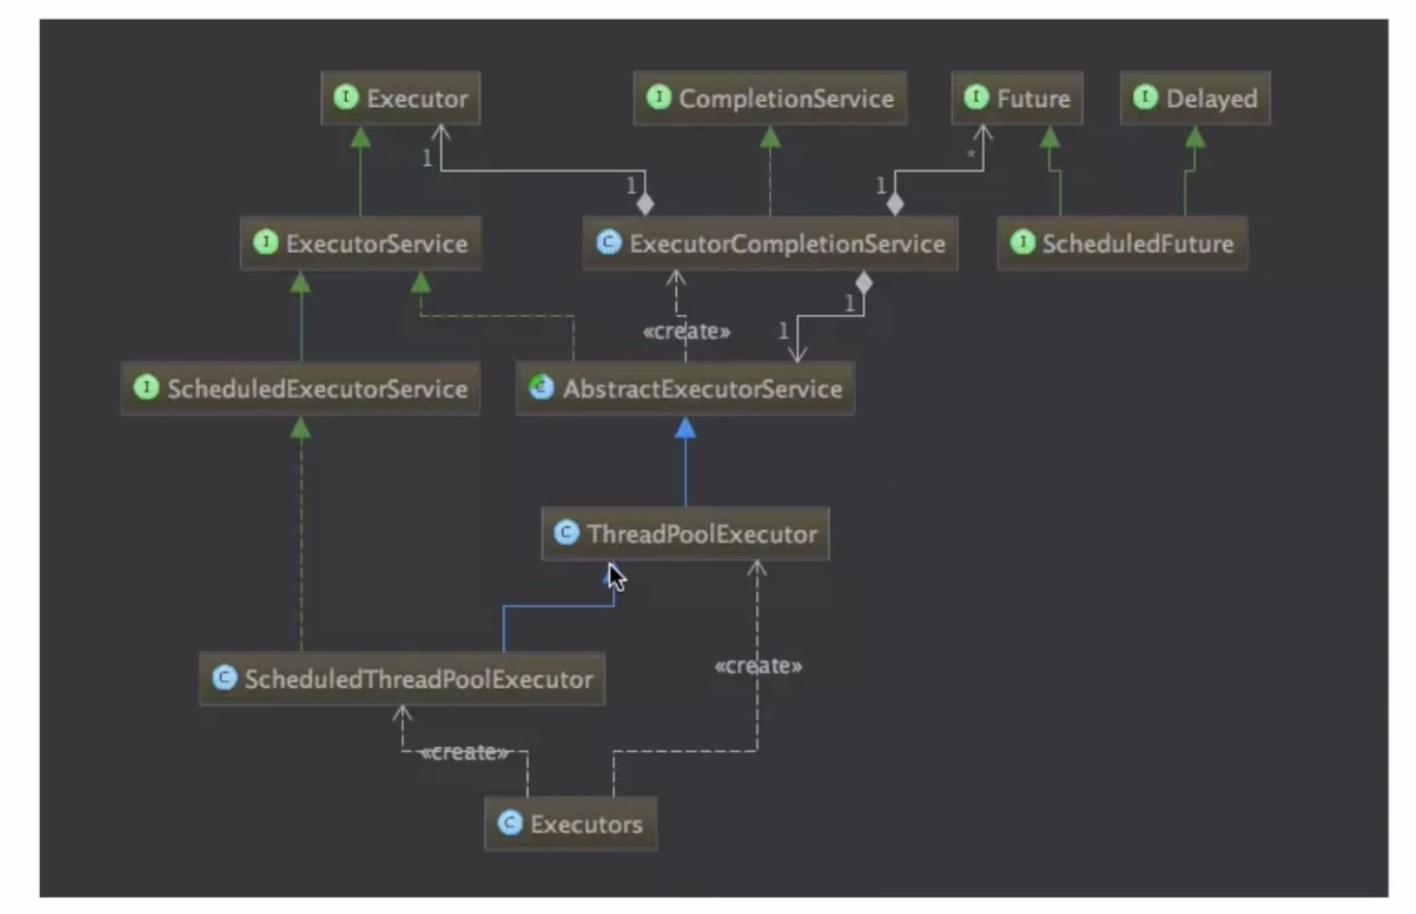 I Executor
I CompletionService
I Future
I Delayed
1
1
1
*
I ExecutorService
C ExecutorCompletionService
I ScheduledFuture
1
«create»
1
I ScheduledExecutorService
C AbstractExecutorService
C ThreadPoolExecutor
«create»
C ScheduledThreadPoolExecutor
«create»
C Executors